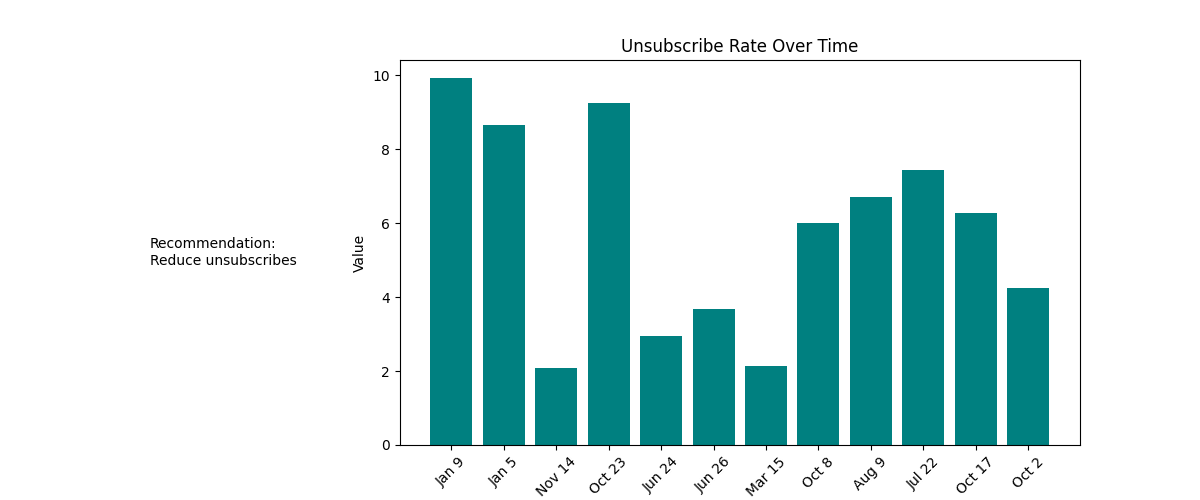 Unsubscribe Rate Over Time
Recommendation:
Reduce unsubscribes
Value
10
8
6
4
2
0
Jan 9
Jan 5
Nov 14
Oct 23
Jun 24
Jun 26
Mar 15
Oct 8
Aug 9
Jul 22
Oct 17
Oct 2